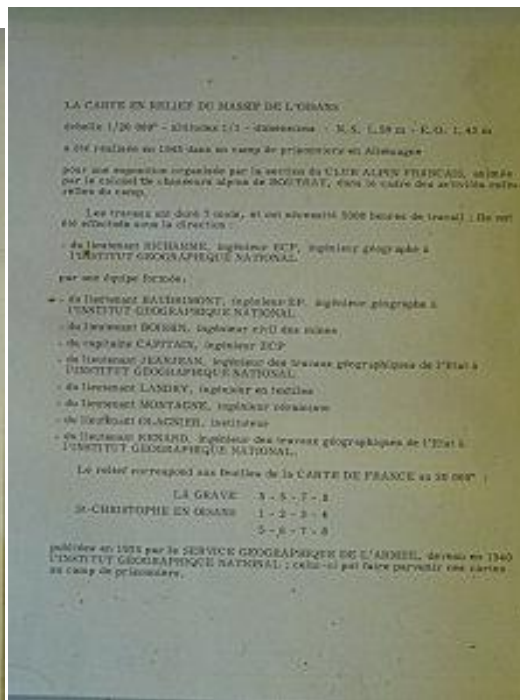 LA CARTE EN RELIEF DU MASSIF DE L'OISANS
échelle 1/20 000° - altitudes 1/1 - dimensions : N.S. 1,59 m - E.O. 1,43 m
a été réalisée en 1943 dans un camp de prisonniers en Allemagne
pour une exposition organisée par la section du CLUB ALPIN FRANCAIS, animée
par le colonel de chasseurs alpins de BOUTRAY, dans le cadre des activités cultu-
relles du camp.
Les travaux ont duré 7 mois, et ont nécessité 5000 heures de travail ; ils ont
été effectués sous la direction :
- du lieutenant RICHARME, ingénieur ECP, ingénieur géographe à
l'INSTITUT GEOGRAPHIQUE NATIONAL
par une équipe formée.
- du lieutenant ingénieur EP, ingénieur géographe à
l'INSTITUT GEOGRAPHIQUE NATIONAL
- du lieutenant ingénieur civil des mines
- du capitaine CAPITAIN, ingénieur ECP
- du lieutenant JEANJEAN, ingénieur des travaux géographiques de l'Etat à
l'INSTITUT GEOGRAPHIQUE NATIONAL
- du lieutenant LANDRY, ingénieur en textiles
- du lieutenant MONTAGNE, ingénieur céramiste
- du lieutenant OLAGNIER, instituteur
- du lieutenant RENARD, ingénieur des travaux géographiques de l'Etat à
l'INSTITUT GEOGRAPHIQUE NATIONAL.
Le relief correspond aux feuilles de la CARTE DE FRANCE au 20 000° :
LA GRAVE - 5 - 7 - 8
St-CHRISTOPHE EN OISANS 1 - 2 - 3 - 4
5 - 6 - 7 - 8
publiées en par le SERVICE GEOGRAPHIQUE DE L'ARMEE, devenu en 1940
l'INSTITUT GEOGRAPHIQUE NATIONAL ; celui-ci put faire parvenir ces cartes
au camp de prisonniers.